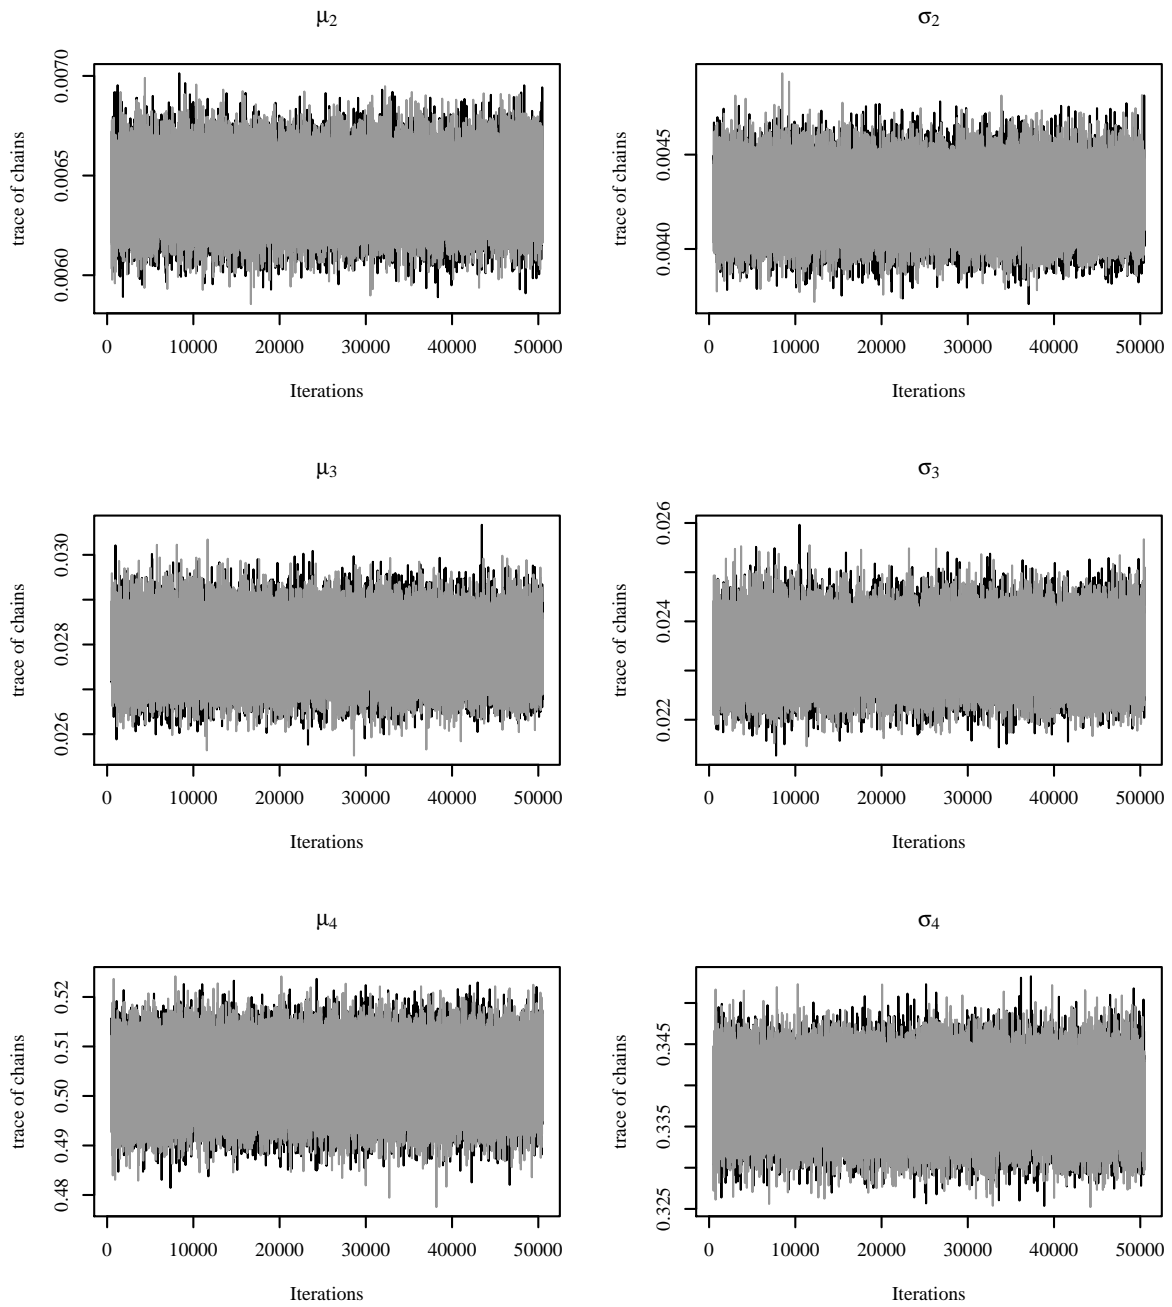 μ2
σ2
trace of chains
0.0060 0.0065 0.0070
0 10000 20000 30000 40000 50000
Iterations
trace of chains
0.0040 0.0045
0 10000 20000 30000 40000 50000
Iterations
μ3
σ3
trace of chains
0.026 0.028 0.030
0 10000 20000 30000 40000 50000
Iterations
trace of chains
0.022 0.024 0.026
0 10000 20000 30000 40000 50000
Iterations
μ4
σ4
trace of chains
0.48 0.49 0.50 0.51 0.52
0 10000 20000 30000 40000 50000
Iterations
trace of chains
0.325 0.335 0.345
0 10000 20000 30000 40000 50000
Iterations